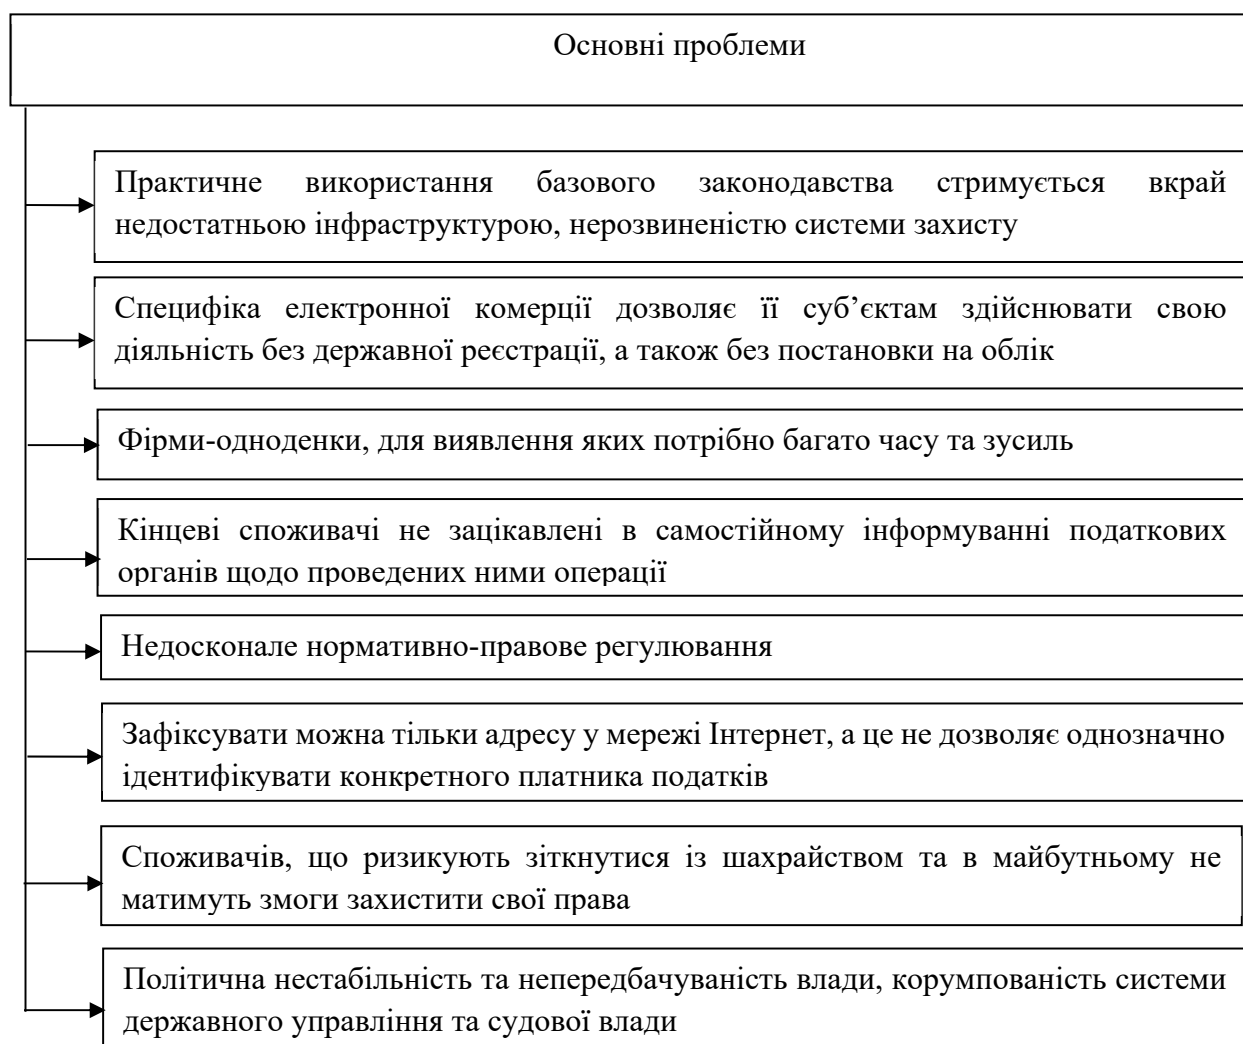 Основні проблеми
Практичне використання базового законодавства стримується вкрай
недостатньою інфраструктурою, нерозвиненістю системи захисту
Специфіка електронної комерції дозволяє її суб’єктам здійснювати свою
діяльність без державної реєстрації, а також без постановки на облік
Фірми-одноденки, для виявлення яких потрібно багато часу та зусиль
Кінцеві споживачі не зацікавлені в самостійному інформуванні податкових
органів щодо проведених ними операції
Недосконале нормативно-правове регулювання
Зафіксувати можна тільки адресу у мережі Інтернет, а це не дозволяє однозначно
ідентифікувати конкретного платника податків
Споживачів, що ризикують зіткнутися із шахрайством та в майбутньому не
матимуть змоги захистити свої права
Політична нестабільність та непередбачуваність влади, корумпованість системи
державного управління та судової влади